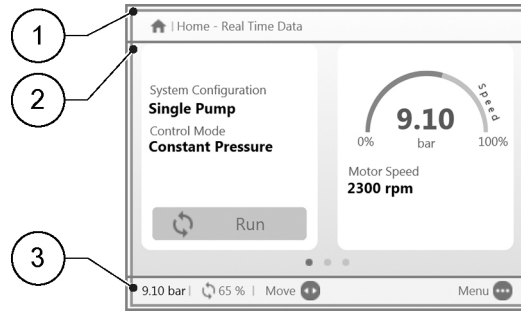 1
| Home - Real Time Data
2
System Configuration
Single Pump
Control Mode
Constant Pressure
Run
Speed
9.10
0% bar 100%
Motor Speed
2300 rpm
3
9.10 bar | 65 % | Move Menu